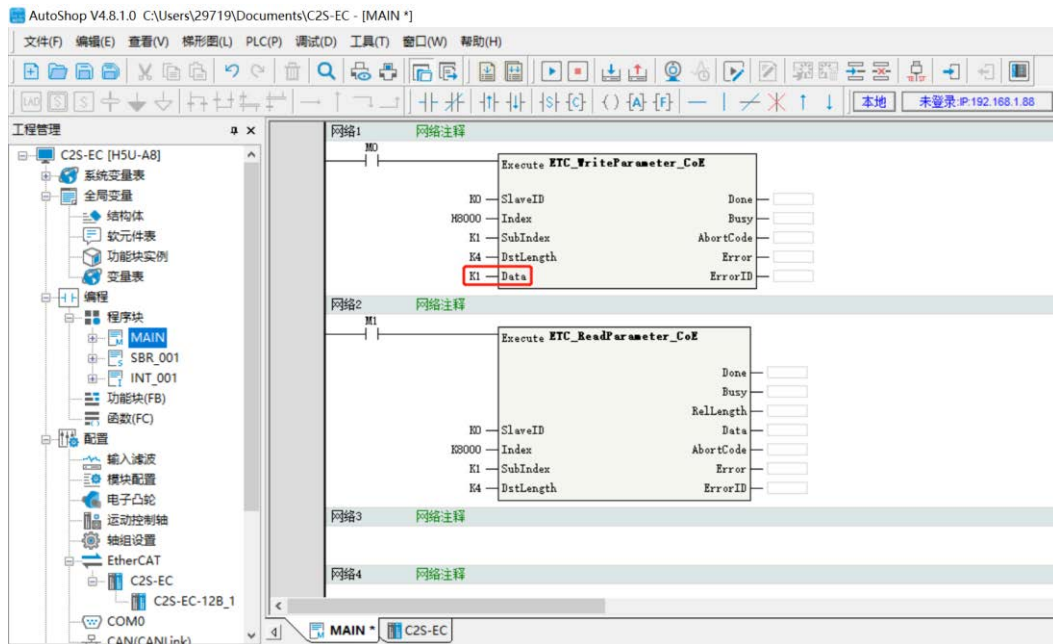 AutoShop V4.8.1.0 C:\Users\29719\Documents\C2S-EC - [MAIN *]
文件(F) 编辑(E) 查看(V) 梯形图(L) PLC(P) 调试(D) 工具(T) 窗口(W) 帮助(H)
LAD S S S C A F 本地 未登录:IP:192.168.1.88
工程管理
C2S-EC [H5U-A8]
系统变量表
全局变量
结构体
软元件表
功能块实例
变量表
编程
程序块
MAIN
SBR_001
INT_001
功能块(FB)
函数(FC)
配置
输入滤波
模块配置
电子凸轮
运动控制轴
轴组设置
EtherCAT
C2S-EC
C2S-EC-12B_1
COM0
CAN(CANLink)
网络1 网络注释
M0
Execute ETC_WriteParameter_CoE
K0 SlaveID Done
H8000 Index Busy
K1 SubIndex AbortCode
K4 DstLength Error
K1 Data ErrorID
网络2 网络注释
M1
Execute ETC_ReadParameter_CoE
Done
Busy
RelLength
K0 SlaveID Data
K8000 Index AbortCode
K1 SubIndex Error
K4 DstLength ErrorID
网络3 网络注释
网络4 网络注释
MAIN * C2S-EC